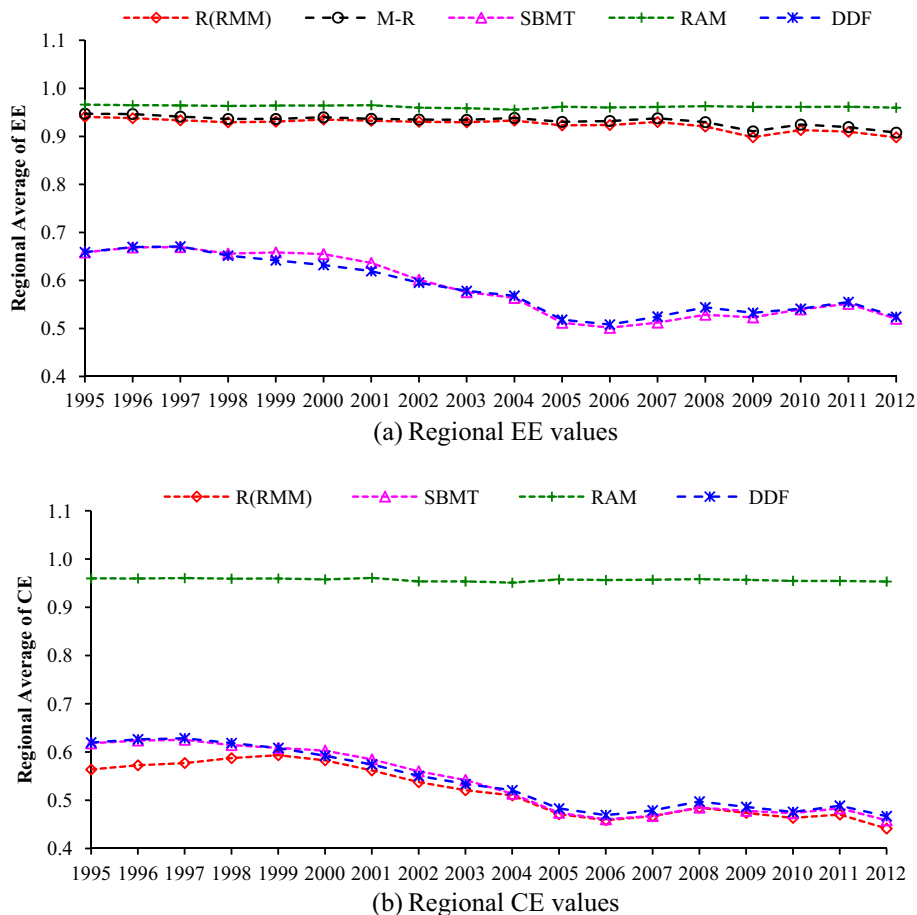 R(RMM) M-R SBMT RAM DDF
1.1
1.0
0.9
0.8
0.7
0.6
0.5
0.4
Regional Average of EE
1995 1996 1997 1998 1999 2000 2001 2002 2003 2004 2005 2006 2007 2008 2009 2010 2011 2012
(a) Regional EE values
R(RMM) SBMT RAM DDF
1.1
1.0
0.9
0.8
0.7
0.6
0.5
0.4
Regional Average of CE
1995 1996 1997 1998 1999 2000 2001 2002 2003 2004 2005 2006 2007 2008 2009 2010 2011 2012
(b) Regional CE values